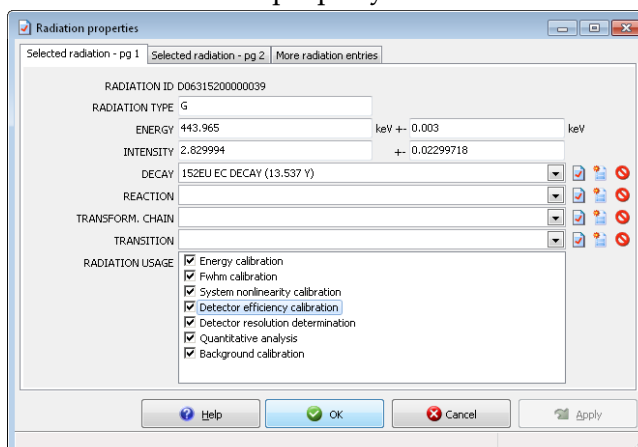 Radiation properties
Selected radiation - pg 1 Selected radiation - pg 2 More radiation entries
RADIATION ID D06315200000039
RADIATION TYPE G
ENERGY 443.965 keV +- 0.003 keV
INTENSITY 2.829994 +- 0.02299718
DECAY 152EU EC DECAY (13.537 Y)
REACTION
TRANSFORM. CHAIN
TRANSITION
RADIATION USAGE Energy calibration
Fwhm calibration
System nonlinearity calibration
Detector efficiency calibration
Detector resolution determination
Quantitative analysis
Background calibration
Help OK Cancel Apply